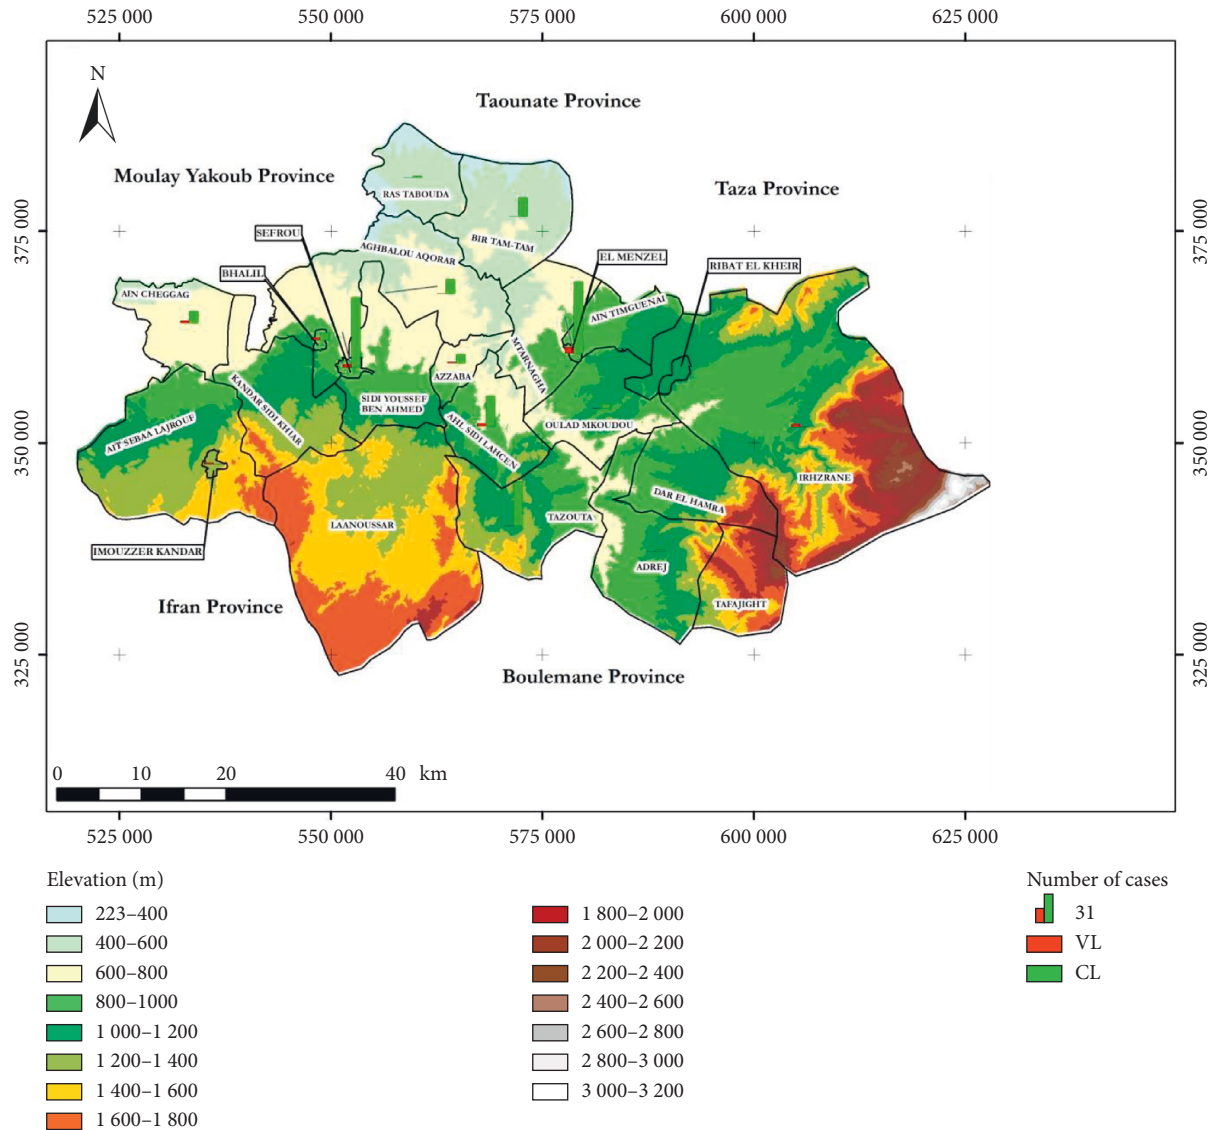 525 000 550 000 575 000 600 000 625 000
N
Taounate Province
Moulay Yakoub Province
Taza Province
375 000
375 000
RAS TABOUDA
SEFROU
AGHBALOU AQORAR
BIR TAM-TAM
EL MENZEL
RIBAT EL KHEIR
BHALIL
AIN CHEGGAG
AIN TIMGUENAI
MTARNAGHA
AZZABA
KANDAR SIDI KHIAR
SIDI YOUSSEF
BEN AHMED
AIT SEBAA LAJROUF
AHL SIDI LAHCEN
OULAD MKOUDOU
350 000
350 000
IRHZRANE
DAR EL HAMRA
LAANOUSSAR
TAZOUTA
IMOUZZER KANDAR
ADREJ
TAFAJIGHT
Ifran Province
325 000
325 000
Boulemane Province
0 10 20 40 km
525 000 550 000 575 000 600 000 625 000
Elevation (m)
223–400
400–600
600–800
800–1000
1 000–1 200
1 200–1 400
1 400–1 600
1 600–1 800
1 800–2 000
2 000–2 200
2 200–2 400
2 400–2 600
2 600–2 800
2 800–3 000
3 000–3 200
Number of cases
31
VL
CL